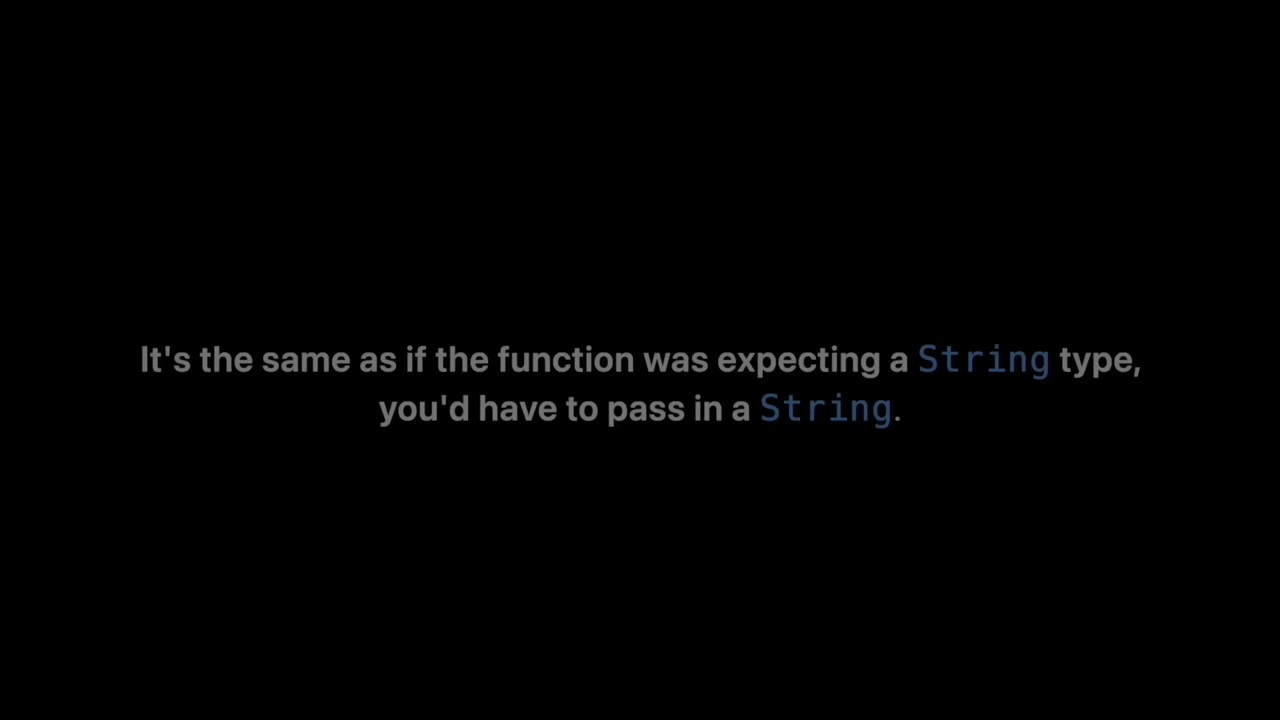 It's the same as if the function was expecting a String type,
you'd have to pass in a String.